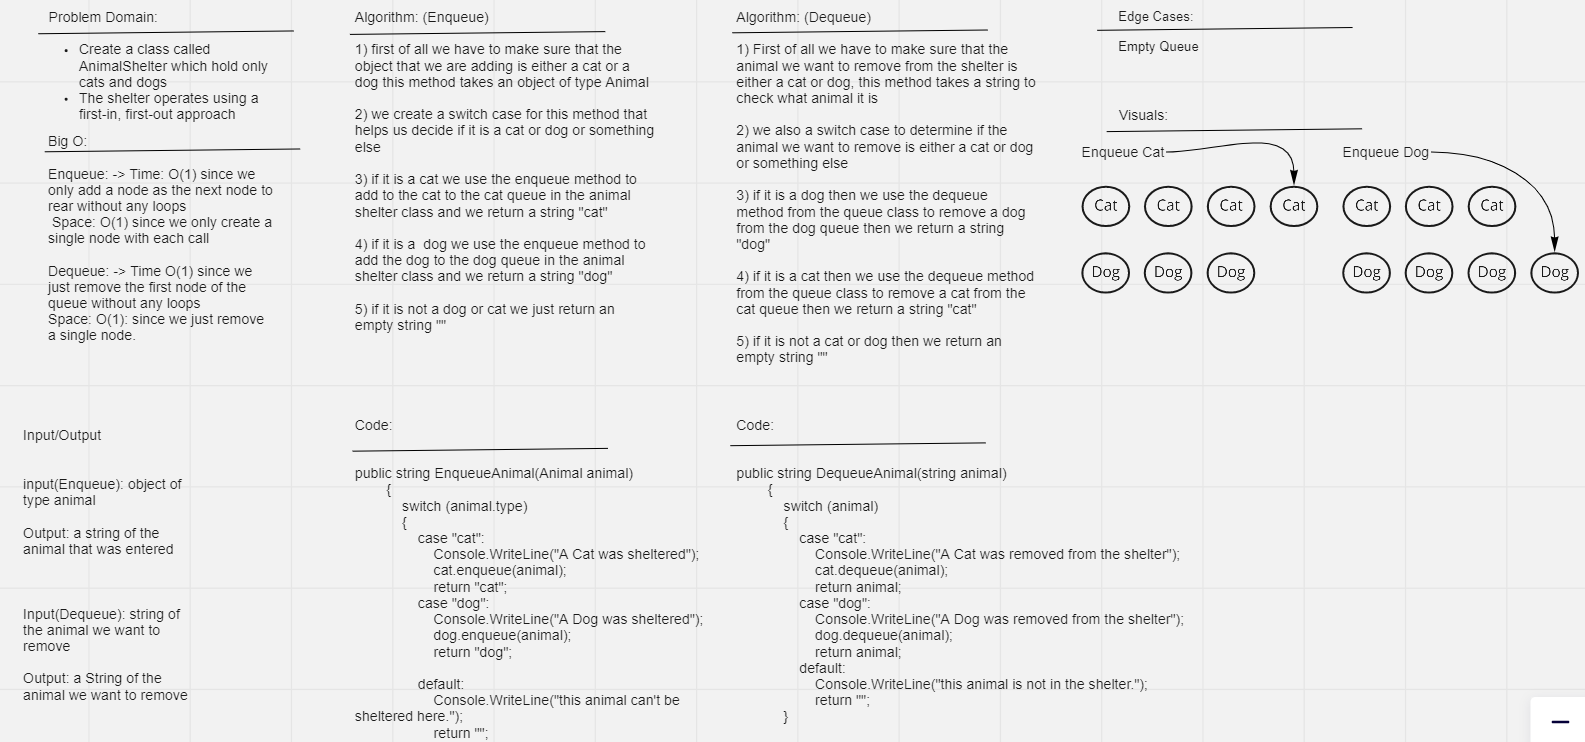 Problem Domain:
• Create a class called
AnimalShelter which hold only
cats and dogs
• The shelter operates using a
first-in, first-out approach
Big O:
Enqueue: -> Time: O(1) since we
only add a node as the next node to
rear without any loops
Space: O(1) since we only create a
single node with each call
Dequeue: -> Time O(1) since we
just remove the first node of the
queue without any loops
Space: O(1): since we just remove
a single node.
Input/Output
input(Enqueue): object of
type animal
Output: a string of the
animal that was entered
Input(Dequeue): string of
the animal we want to
remove
Output: a String of the
animal we want to remove
Algorithm: (Enqueue)
1) first of all we have to make sure that the
object that we are adding is either a cat or a
dog this method takes an object of type Animal
2) we create a switch case for this method that
helps us decide if it is a cat or dog or something
else
3) if it is a cat we use the enqueue method to
add to the cat to the cat queue in the animal
shelter class and we return a string "cat"
4) if it is a  dog we use the enqueue method to
add the dog to the dog queue in the animal
shelter class and we return a string "dog"
5) if it is not a dog or cat we just return an
empty string ""
Code:
public string EnqueueAnimal(Animal animal)
{
switch (animal.type)
{
case "cat":
Console.WriteLine("A Cat was sheltered");
cat.enqueue(animal);
return "cat";
case "dog":
Console.WriteLine("A Dog was sheltered");
dog.enqueue(animal);
return "dog";
default:
Console.WriteLine("this animal can't be
sheltered here.");
return "";
Algorithm: (Dequeue)
1) First of all we have to make sure that the
animal we want to remove from the shelter is
either a cat or dog, this method takes a string to
check what animal it is
2) we also a switch case to determine if the
animal we want to remove is either a cat or dog
or something else
3) if it is a dog then we use the dequeue
method from the queue class to remove a dog
from the dog queue then we return a string
"dog"
4) if it is a cat then we use the dequeue method
from the queue class to remove a cat from the
cat queue then we return a string "cat"
5) if it is not a cat or dog then we return an
empty string ""
Code:
public string DequeueAnimal(string animal)
{
switch (animal)
{
case "cat":
Console.WriteLine("A Cat was removed from the shelter");
cat.dequeue(animal);
return animal;
case "dog":
Console.WriteLine("A Dog was removed from the shelter");
dog.dequeue(animal);
return animal;
default:
Console.WriteLine("this animal is not in the shelter.");
return "";
}
Edge Cases:
Empty Queue
Visuals:
Enqueue Cat
Cat Cat Cat Cat
Dog Dog Dog
Enqueue Dog
Cat Cat Cat
Dog Dog Dog Dog